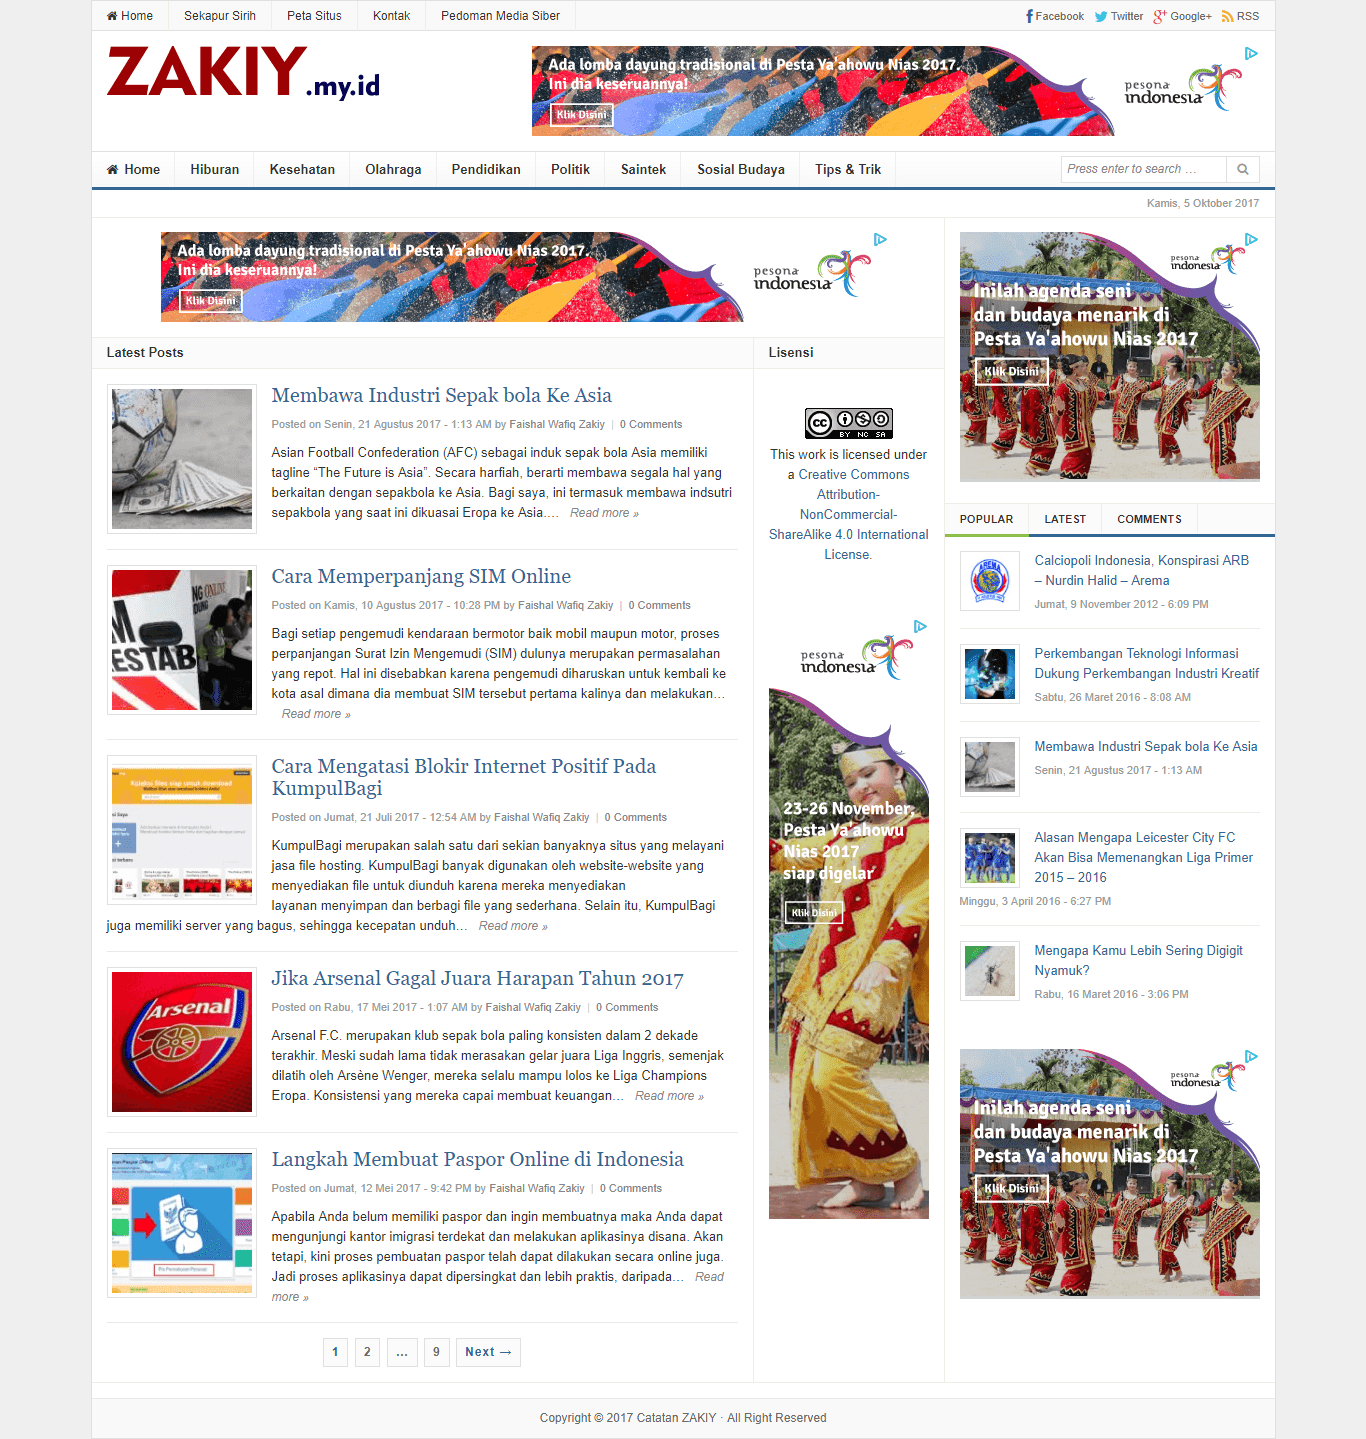 Home
Sekapur Sirih
Peta Situs
Kontak
Pedoman Media Siber
Facebook
Twitter
Google+
RSS
ZAKIY.my.id
Ada lomba dayung tradisional di Pesta Ya'ahowu Nias 2017.
Ini dia keseruannya!
Klik Disini
pesona
indonesia
Home
Hiburan
Kesehatan
Olahraga
Pendidikan
Politik
Saintek
Sosial Budaya
Tips & Trik
Press enter to search ...
Kamis, 5 Oktober 2017
Ada lomba dayung tradisional di Pesta Ya'ahowu Nias 2017.
Ini dia keseruannya!
Klik Disini
pesona
indonesia
Latest Posts
Membawa Industri Sepak bola Ke Asia
Posted on Senin, 21 Agustus 2017 - 1:13 AM by Faishal Wafiq Zakiy | 0 Comments
Asian Football Confederation (AFC) sebagai induk sepak bola Asia memiliki
tagline “The Future is Asia”. Secara harfiah, berarti membawa segala hal yang
berkaitan dengan sepakbola ke Asia. Bagi saya, ini termasuk membawa indsutri
sepakbola yang saat ini dikuasai Eropa ke Asia.… Read more »
Cara Memperpanjang SIM Online
Posted on Kamis, 10 Agustus 2017 - 10:28 PM by Faishal Wafiq Zakiy | 0 Comments
Bagi setiap pengemudi kendaraan bermotor baik mobil maupun motor, proses
perpanjangan Surat Izin Mengemudi (SIM) dulunya merupakan permasalahan
yang repot. Hal ini disebabkan karena pengemudi diharuskan untuk kembali ke
kota asal dimana dia membuat SIM tersebut pertama kalinya dan melakukan…
Read more »
Cara Mengatasi Blokir Internet Positif Pada
KumpulBagi
Posted on Jumat, 21 Juli 2017 - 12:54 AM by Faishal Wafiq Zakiy | 0 Comments
KumpulBagi merupakan salah satu dari sekian banyaknya situs yang melayani
jasa file hosting. KumpulBagi banyak digunakan oleh website-website yang
menyediakan file untuk diunduh karena mereka menyediakan
layanan menyimpan dan berbagi file yang sederhana. Selain itu, KumpulBagi
juga memiliki server yang bagus, sehingga kecepatan unduh… Read more »
Arsenal
Jika Arsenal Gagal Juara Harapan Tahun 2017
Posted on Rabu, 17 Mei 2017 - 1:07 AM by Faishal Wafiq Zakiy | 0 Comments
Arsenal F.C. merupakan klub sepak bola paling konsisten dalam 2 dekade
terakhir. Meski sudah lama tidak merasakan gelar juara Liga Inggris, semenjak
dilatih oleh Arsène Wenger, mereka selalu mampu lolos ke Liga Champions
Eropa. Konsistensi yang mereka capai membuat keuangan… Read more »
Langkah Membuat Paspor Online di Indonesia
Posted on Jumat, 12 Mei 2017 - 9:42 PM by Faishal Wafiq Zakiy | 0 Comments
Apabila Anda belum memiliki paspor dan ingin membuatnya maka Anda dapat
mengunjungi kantor imigrasi terdekat dan melakukan aplikasinya disana. Akan
tetapi, kini proses pembuatan paspor telah dapat dilakukan secara online juga.
Jadi proses aplikasinya dapat dipersingkat dan lebih praktis, daripada… Read
more »
1
2
…
9
Next →
Lisensi
CC
BY NC SA
This work is licensed under
a Creative Commons
Attribution-
NonCommercial-
ShareAlike 4.0 International
License.
pesona
indonesia
23-26 November,
Pesta Ya'ahowu
Nias 2017
siap digelar
Klik Disini
pesona
indonesia
Inilah agenda seni
dan budaya menarik di
Pesta Ya'ahowu Nias 2017
Klik Disini
POPULAR
LATEST
COMMENTS
AREMA
Calciopoli Indonesia, Konspirasi ARB
– Nurdin Halid – Arema
Jumat, 9 November 2012 - 6:09 PM
Perkembangan Teknologi Informasi
Dukung Perkembangan Industri Kreatif
Sabtu, 26 Maret 2016 - 8:08 AM
Membawa Industri Sepak bola Ke Asia
Senin, 21 Agustus 2017 - 1:13 AM
Alasan Mengapa Leicester City FC
Akan Bisa Memenangkan Liga Primer
2015 – 2016
Minggu, 3 April 2016 - 6:27 PM
Mengapa Kamu Lebih Sering Digigit
Nyamuk?
Rabu, 16 Maret 2016 - 3:06 PM
pesona
indonesia
Inilah agenda seni
dan budaya menarik di
Pesta Ya'ahowu Nias 2017
Klik Disini
Copyright © 2017 Catatan ZAKIY · All Right Reserved